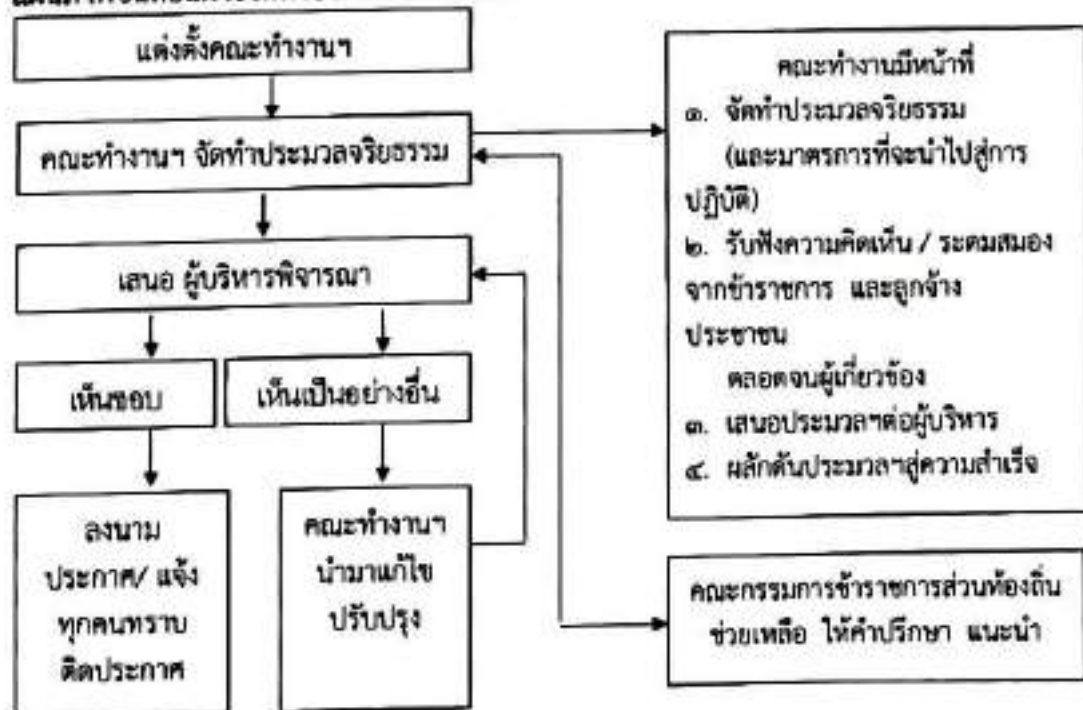 แต่งตั้งคณะทำงานฯ
คณะทำงานฯ จัดทำประมวลจริยธรรม
เสนอ ผู้บริหารพิจารณา
เห็นชอบ
เห็นเป็นอย่างอื่น
ลงนาม
ประกาศ/ แจ้ง
ทุกคนทราบ
ติดประกาศ
คณะทำงานฯ
นำมาแก้ไข
ปรับปรุง
คณะทำงานมีหน้าที่
๑. จัดทำประมวลจริยธรรม
(และมาตรการที่จะนำไปสู่การ
ปฏิบัติ)
๒. รับฟังความคิดเห็น / ระดมสมอง
จากข้าราชการ และลูกจ้าง
ประชาชน
ตลอดจนผู้เกี่ยวข้อง
๓. เสนอประมวลฯต่อผู้บริหาร
๔. ผลักดันประมวลฯสู่ความสำเร็จ
คณะกรรมการข้าราชการส่วนท้องถิ่น
ช่วยเหลือ ให้คำปรึกษา แนะนำ